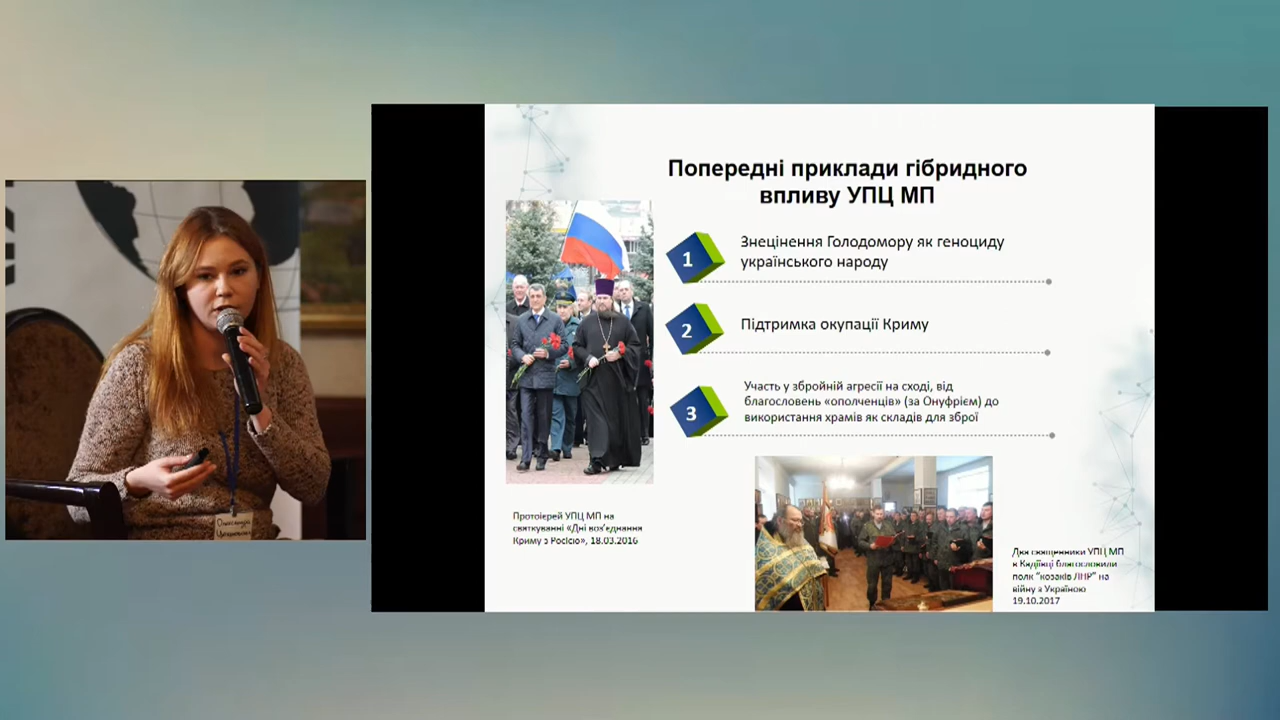 Попередні приклади гібридного
впливу УПЦ МП
1
Знецінення Голодомору як геноциду
українського народу
2
Підтримка окупації Криму
3
Участь у збройній агресії на сході, від
благословень «ополченців» (за Онуфрієм) до
використання храмів як складів для зброї
Протоієрей УПЦ МП на
святкуванні «Дні воз'єднання
Криму з Росією», 18.03.2016
Два священники УПЦ МП
в Кадіївці благословили
полк "козаків ЛНР" на
війну з Україною
19.10.2017